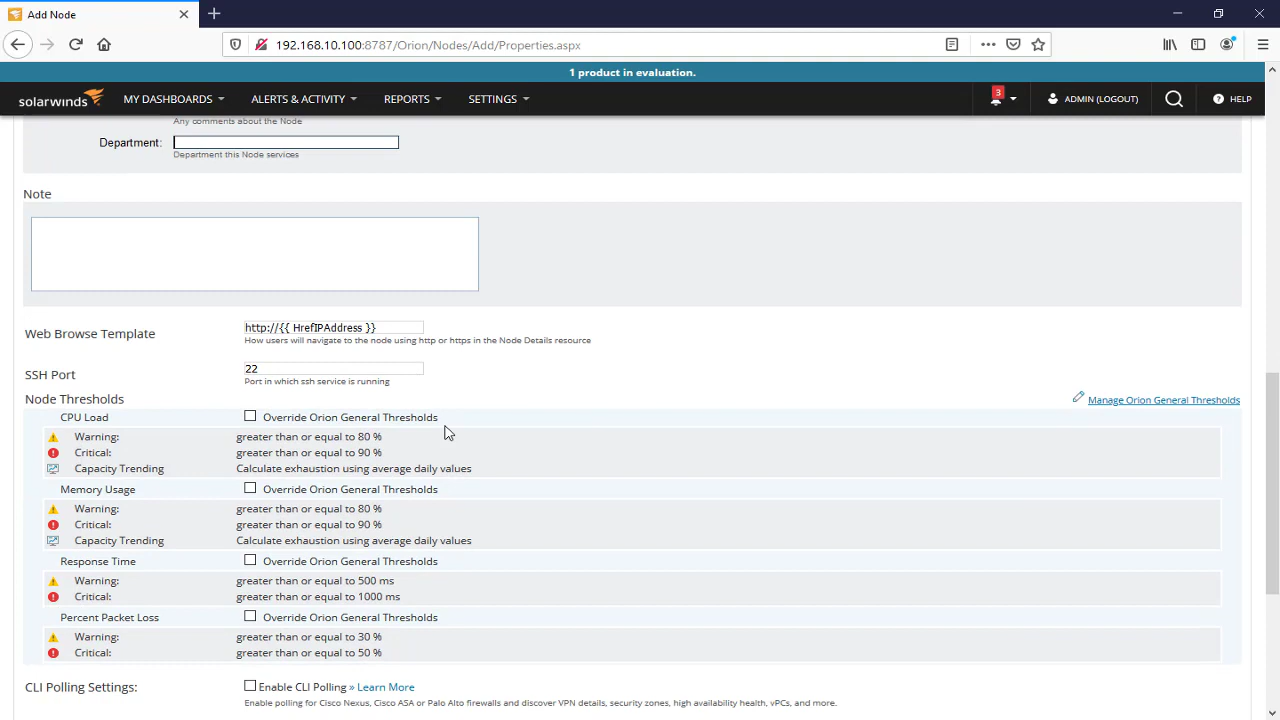 Add Node
192.168.10.100:8787/Orion/Nodes/Add/Properties.aspx
1 product in evaluation.
solarwinds MY DASHBOARDS ALERTS & ACTIVITY REPORTS SETTINGS 3 ADMIN (LOGOUT) ? HELP
Any comments about the Node
Department:
Department this Node services
Note
Web Browse Template http://{{ HrefIPAddress }}
How users will navigate to the node using http or https in the Node Details resource
SSH Port 22
Port in which ssh service is running
Node Thresholds Manage Orion General Thresholds
CPU Load Override Orion General Thresholds
Warning: greater than or equal to 80 %
Critical: greater than or equal to 90 %
Capacity Trending Calculate exhaustion using average daily values
Memory Usage Override Orion General Thresholds
Warning: greater than or equal to 80 %
Critical: greater than or equal to 90 %
Capacity Trending Calculate exhaustion using average daily values
Response Time Override Orion General Thresholds
Warning: greater than or equal to 500 ms
Critical: greater than or equal to 1000 ms
Percent Packet Loss Override Orion General Thresholds
Warning: greater than or equal to 30 %
Critical: greater than or equal to 50 %
CLI Polling Settings: Enable CLI Polling » Learn More
Enable polling for Cisco Nexus, Cisco ASA or Palo Alto firewalls and discover VPN details, security zones, high availability health, vPCs, and more.